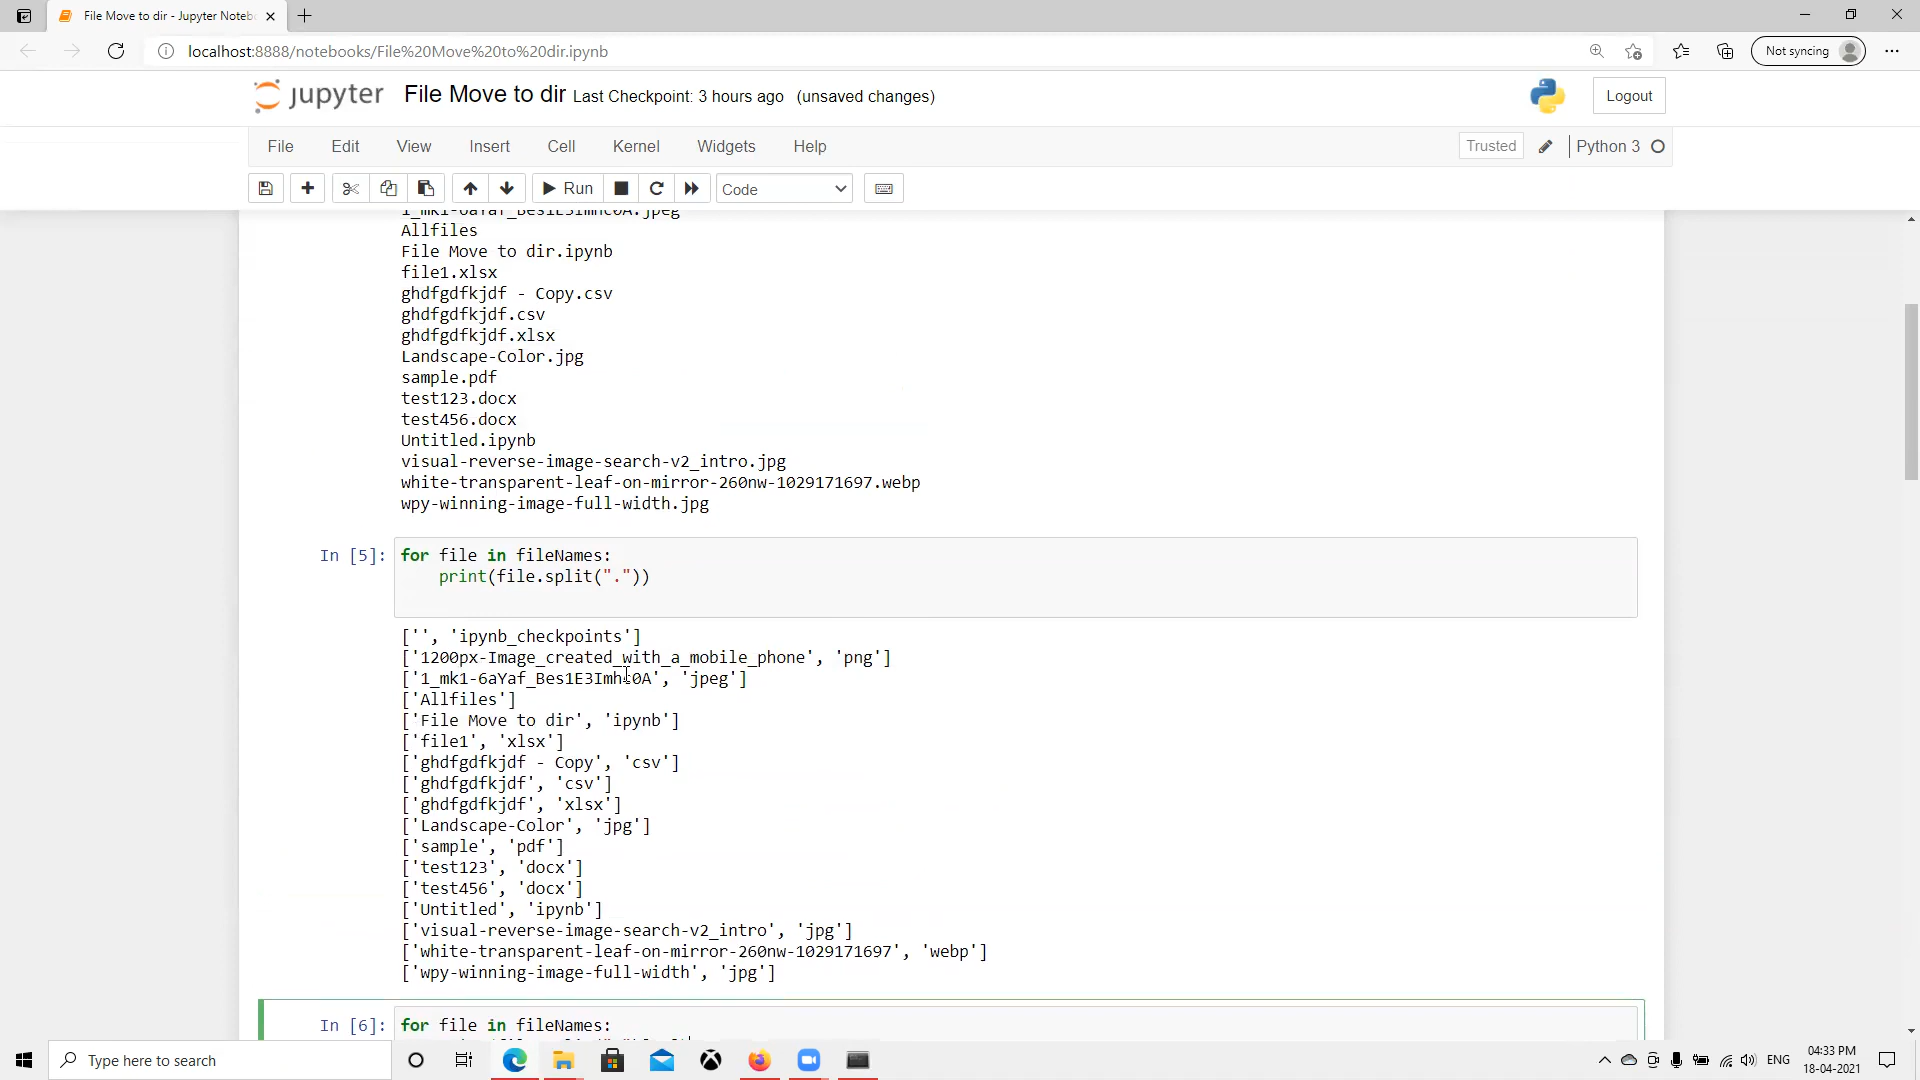 File Move to dir - Jupyter Noteb
localhost:8888/notebooks/File%20Move%20to%20dir.ipynb
Not syncing
jupyter File Move to dir Last Checkpoint: 3 hours ago (unsaved changes)
Logout
File Edit View Insert Cell Kernel Widgets Help
Trusted
Python 3
Run
Code
1_mk1-6aYaf_Bes1E3Imhc0A.jpeg
Allfiles
File Move to dir.ipynb
file1.xlsx
ghdfgdfkjdf - Copy.csv
ghdfgdfkjdf.csv
ghdfgdfkjdf.xlsx
Landscape-Color.jpg
sample.pdf
test123.docx
test456.docx
Untitled.ipynb
visual-reverse-image-search-v2_intro.jpg
white-transparent-leaf-on-mirror-260nw-1029171697.webp
wpy-winning-image-full-width.jpg
In [5]: for file in fileNames:
print(file.split("."))
['', 'ipynb_checkpoints']
['1200px-Image_created_with_a_mobile_phone', 'png']
['1_mk1-6aYaf_Bes1E3Imhc0A', 'jpeg']
['Allfiles']
['File Move to dir', 'ipynb']
['file1', 'xlsx']
['ghdfgdfkjdf - Copy', 'csv']
['ghdfgdfkjdf', 'csv']
['ghdfgdfkjdf', 'xlsx']
['Landscape-Color', 'jpg']
['sample', 'pdf']
['test123', 'docx']
['test456', 'docx']
['Untitled', 'ipynb']
['visual-reverse-image-search-v2_intro', 'jpg']
['white-transparent-leaf-on-mirror-260nw-1029171697', 'webp']
['wpy-winning-image-full-width', 'jpg']
In [6]: for file in fileNames:
Type here to search
ENG
04:33 PM
18-04-2021